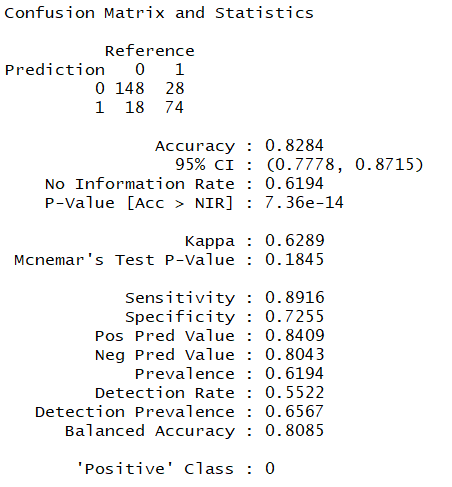 Confusion Matrix and Statistics
Reference
Prediction 0 1
0 148 28
1 18 74
Accuracy : 0.8284
95% CI : (0.7778, 0.8715)
No Information Rate : 0.6194
P-Value [Acc > NIR] : 7.36e-14
Kappa : 0.6289
Mcnemar's Test P-Value : 0.1845
Sensitivity : 0.8916
Specificity : 0.7255
Pos Pred Value : 0.8409
Neg Pred Value : 0.8043
Prevalence : 0.6194
Detection Rate : 0.5522
Detection Prevalence : 0.6567
Balanced Accuracy : 0.8085
'Positive' Class : 0